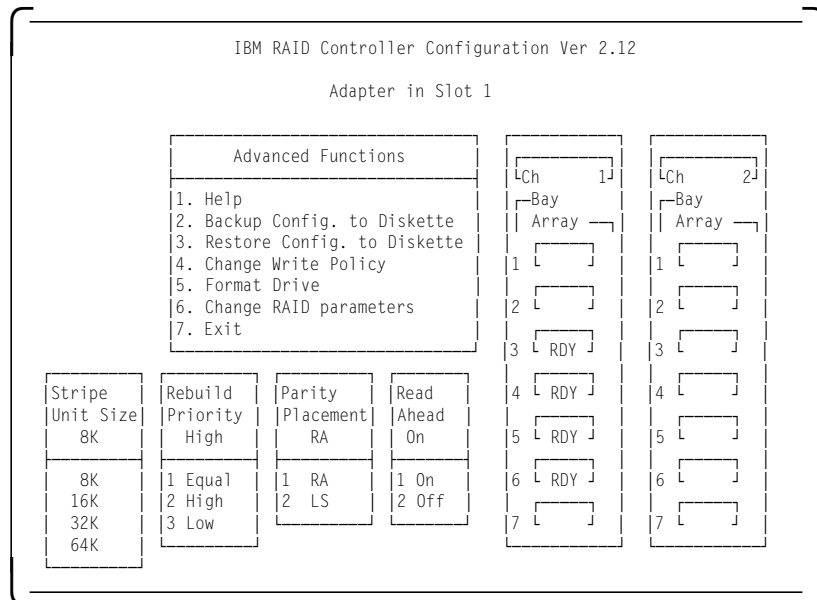 IBM RAID Controller Configuration Ver 2.12
Adapter in Slot 1
Advanced Functions
1. Help
2. Backup Config. to Diskette
3. Restore Config. to Diskette
4. Change Write Policy
5. Format Drive
6. Change RAID parameters
7. Exit
Ch 1
Bay
Array
1
2
3 RDY
4 RDY
5 RDY
6 RDY
7
Ch 2
Bay
Array
1
2
3
4
5
6
7
Stripe
Unit Size
8K
8K
16K
32K
64K
Rebuild
Priority
High
1 Equal
2 High
3 Low
Parity
Placement
RA
1 RA
2 LS
Read
Ahead
On
1 On
2 Off